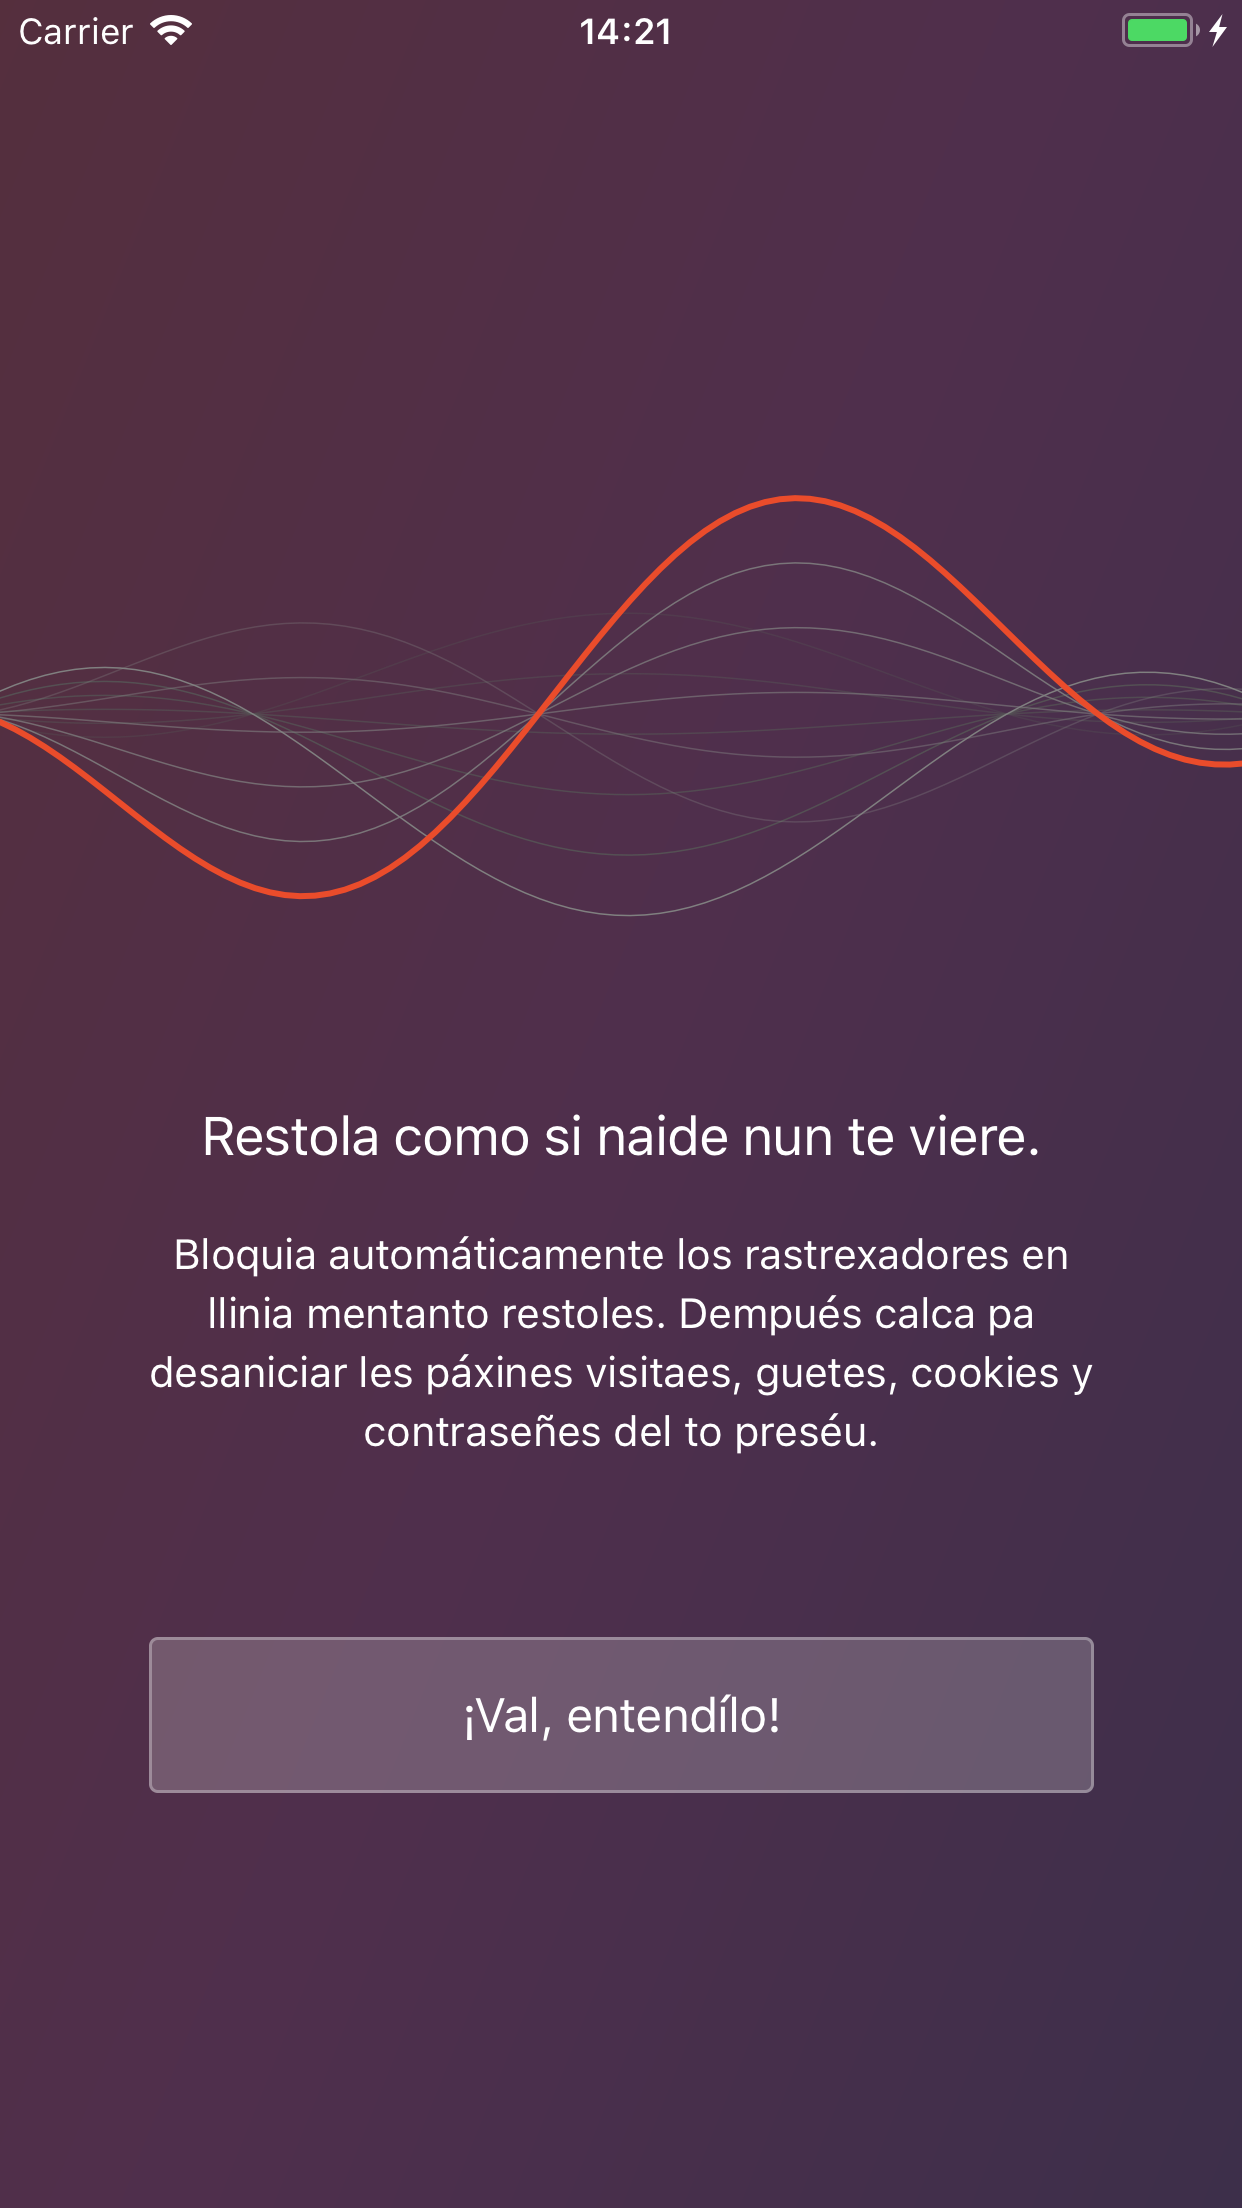 Carrier
14:21
Restola como si naide nun te viere.
Bloquia automáticamente los rastrexadores en
llinia mentanto restoles. Dempués calca pa
desaniciar les páxines visitaes, guetes, cookies y
contraseñes del to preséu.
¡Val, entendílo!